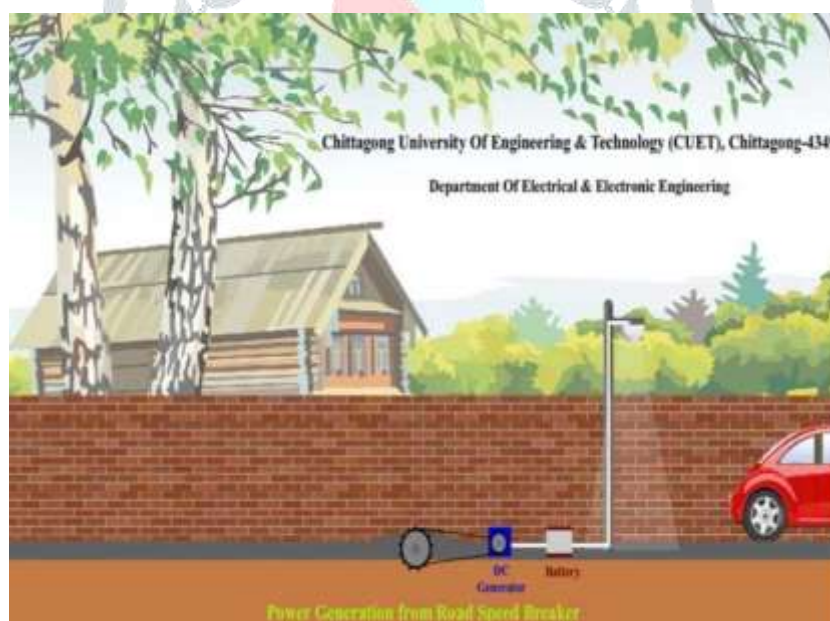 Chittagong University Of Engineering & Technology (CUET), Chittagong-434
Department Of Electrical & Electronic Engineering
DC
Generator
Battery
Power Generation from Road Speed Breaker